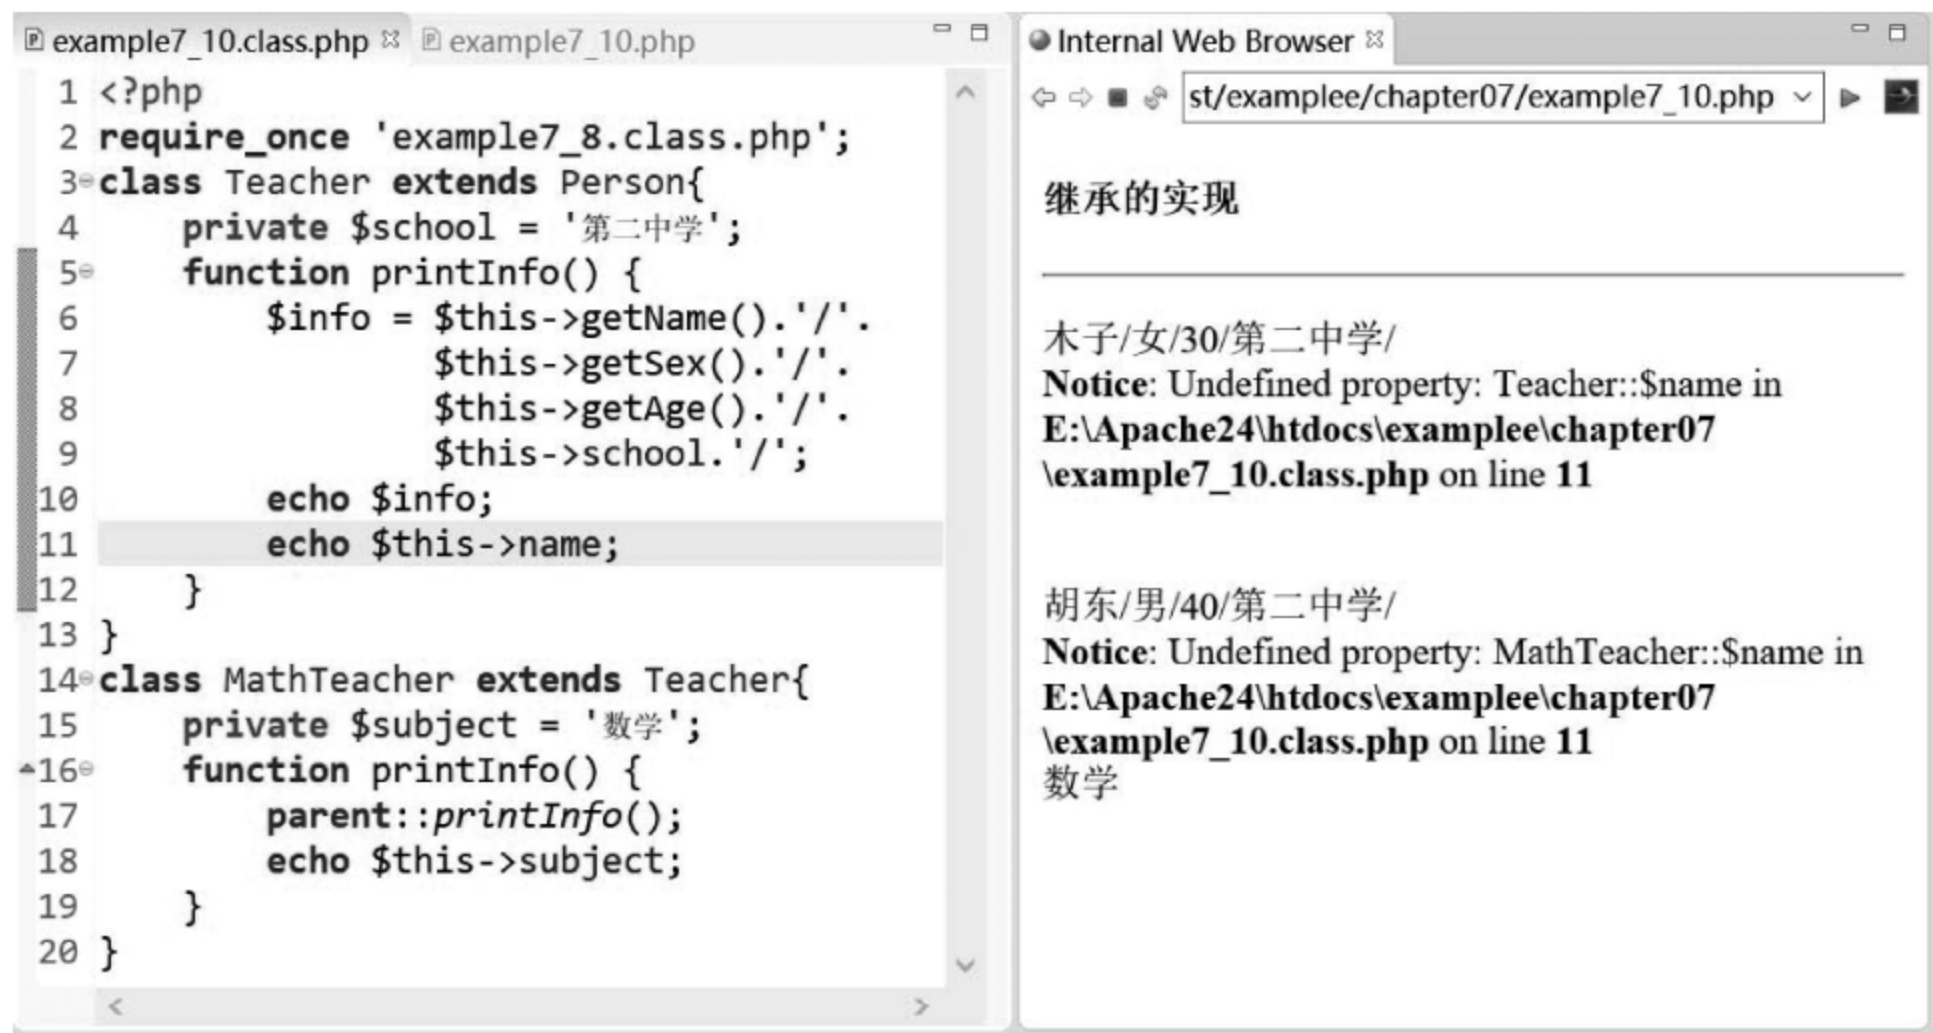 example7_10.class.php example7_10.php
1 <?php
2 require_once 'example7_8.class.php';
3 class Teacher extends Person{
4 private $school = '第二中学';
5 function printInfo() {
6 $info = $this->getName().'/'.
7 $this->getSex().'/'.
8 $this->getAge().'/'.
9 $this->school.'/';
10 echo $info;
11 echo $this->name;
12 }
13 }
14 class MathTeacher extends Teacher{
15 private $subject = '数学';
16 function printInfo() {
17 parent::printInfo();
18 echo $this->subject;
19 }
20 }
Internal Web Browser
st/examplee/chapter07/example7_10.php
继承的实现
木子/女/30/第二中学/
Notice: Undefined property: Teacher::$name in
E:\Apache24\htdocs\examplee\chapter07
\example7_10.class.php on line 11
胡东/男/40/第二中学/
Notice: Undefined property: MathTeacher::$name in
E:\Apache24\htdocs\examplee\chapter07
\example7_10.class.php on line 11
数学